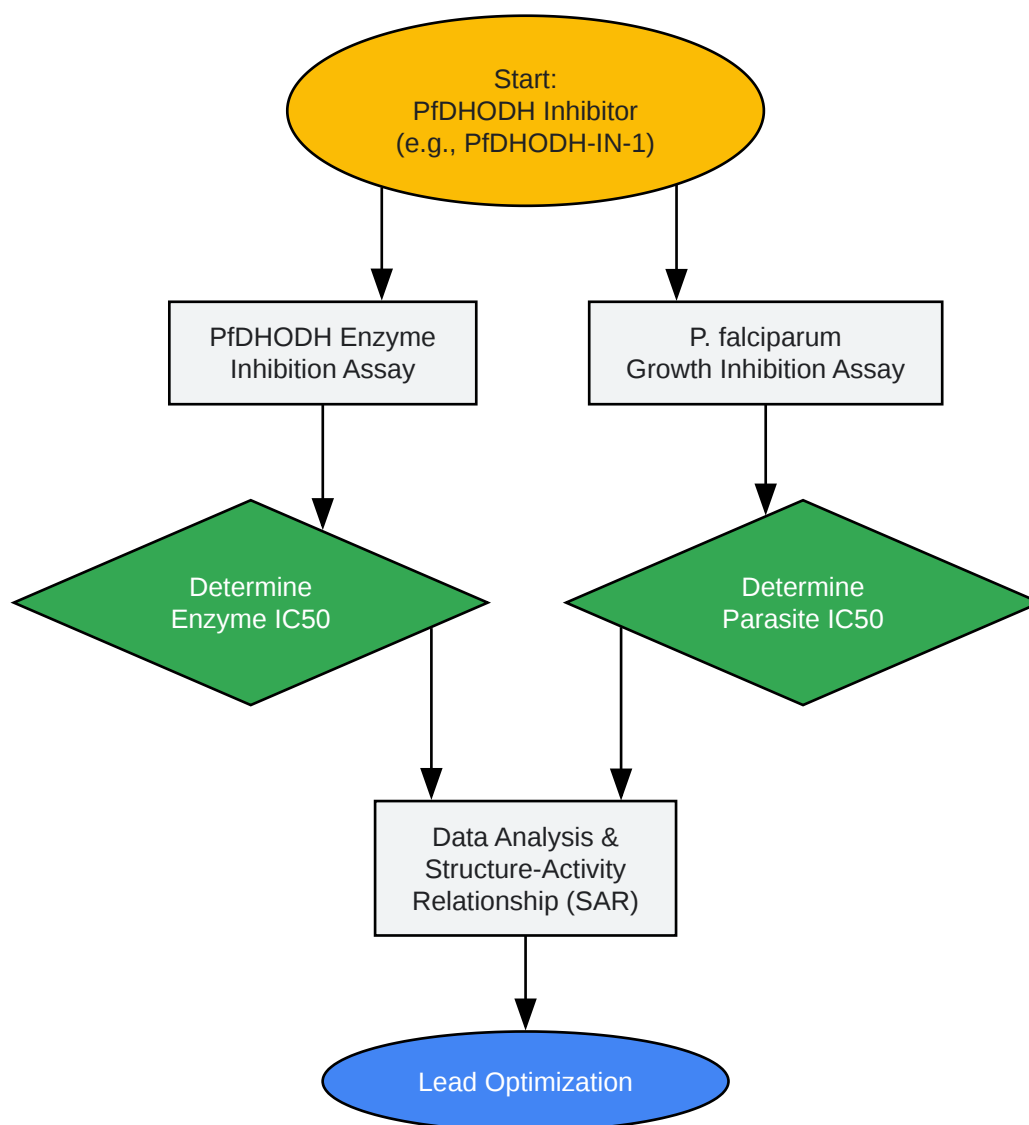 Start:
PfDHODH Inhibitor
(e.g., PfDHODH-IN-1)
PfDHODH Enzyme
Inhibition Assay
P. falciparum
Growth Inhibition Assay
Determine
Enzyme IC50
Determine
Parasite IC50
Data Analysis &
Structure-Activity
Relationship (SAR)
Lead Optimization